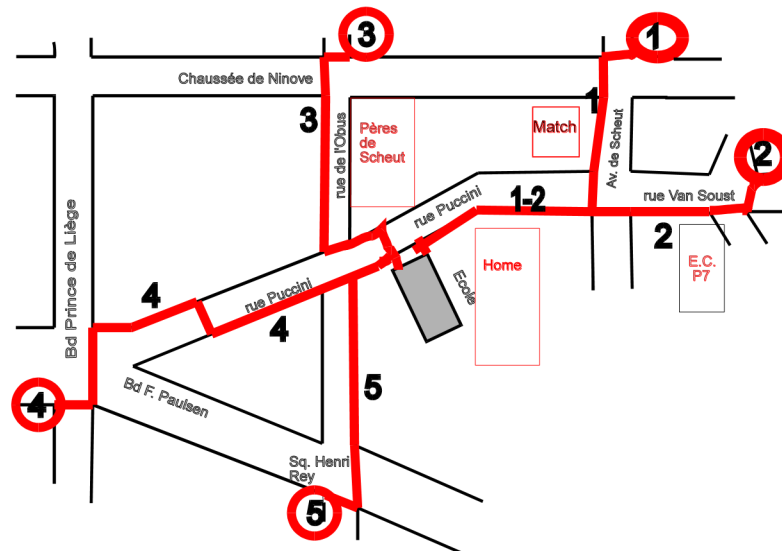 3
1
Chaussée de Ninove
1
3
Pères
de
Scheut
Match
rue de l'Obus
Av. de Scheut
2
rue Puccini
1-2
rue Van Soust
2
Bd Prince de Liège
4
rue Puccini
4
Ecole
Home
E.C.
P7
Bd F. Paulsen
5
4
Sq. Henri
Rey
5